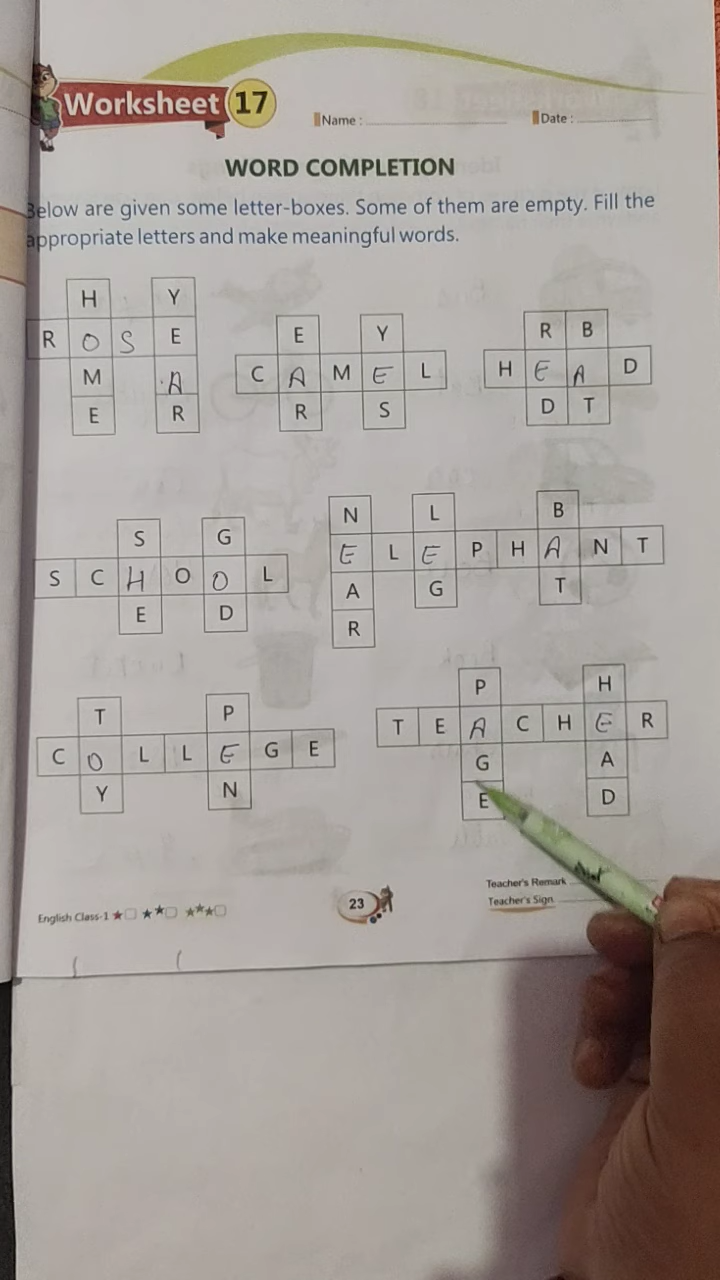 Worksheet 17
Name :
Date :
WORD COMPLETION
Below are given some letter-boxes. Some of them are empty. Fill the
appropriate letters and make meaningful words.
H Y
R O S E
M A
E R
E Y
C A M E L
R S
R B
H E A D
D T
S G
S C H O O L
E D
N L B
E L E P H A N T
A G T
R
T P
C O L L E G E
Y N
P H
T E A C H E R
G A
E D
Teacher's Remark
Teacher's Sign
English Class-1
23